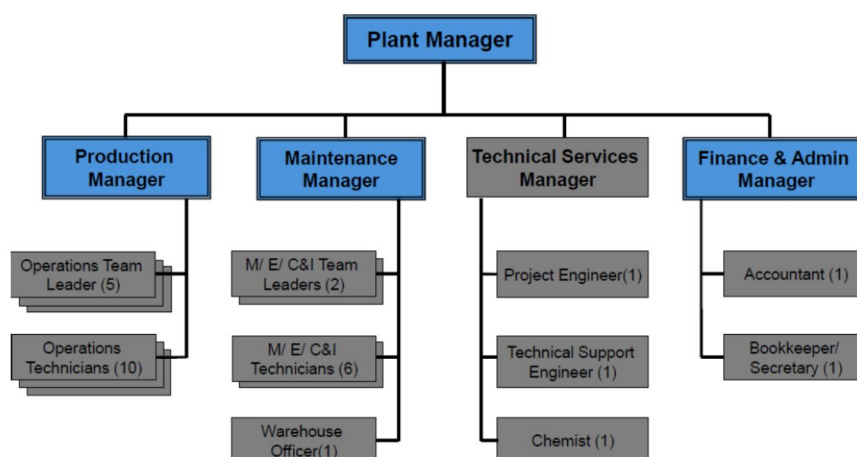 Plant Manager
Production
Manager
Maintenance
Manager
Technical Services
Manager
Finance & Admin
Manager
Operations Team
Leader (5)
M/ E/ C&I Team
Leaders (2)
Project Engineer(1)
Accountant (1)
Operations
Technicians (10)
M/ E/ C&I
Technicians (6)
Technical Support
Engineer (1)
Bookkeeper/
Secretary (1)
Warehouse
Officer(1)
Chemist (1)